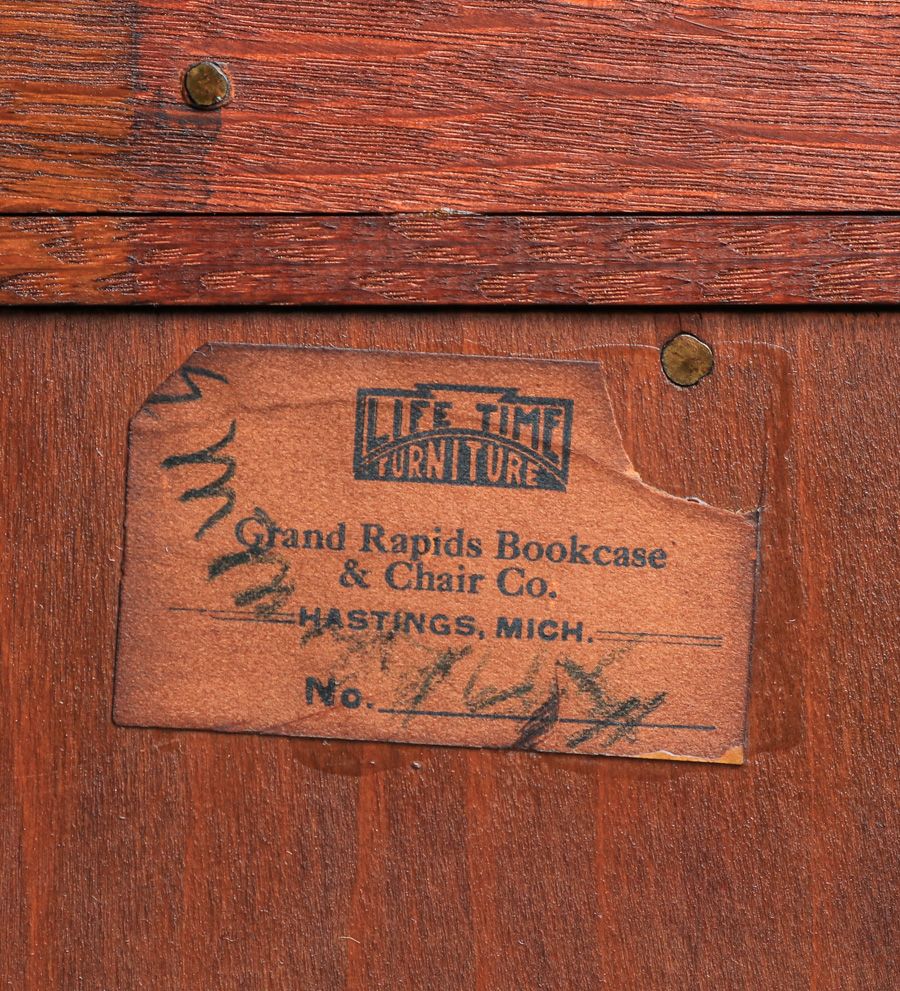 LIFE TIME
FURNITURE
Grand Rapids Bookcase
& Chair Co.
HASTINGS, MICH.
No.